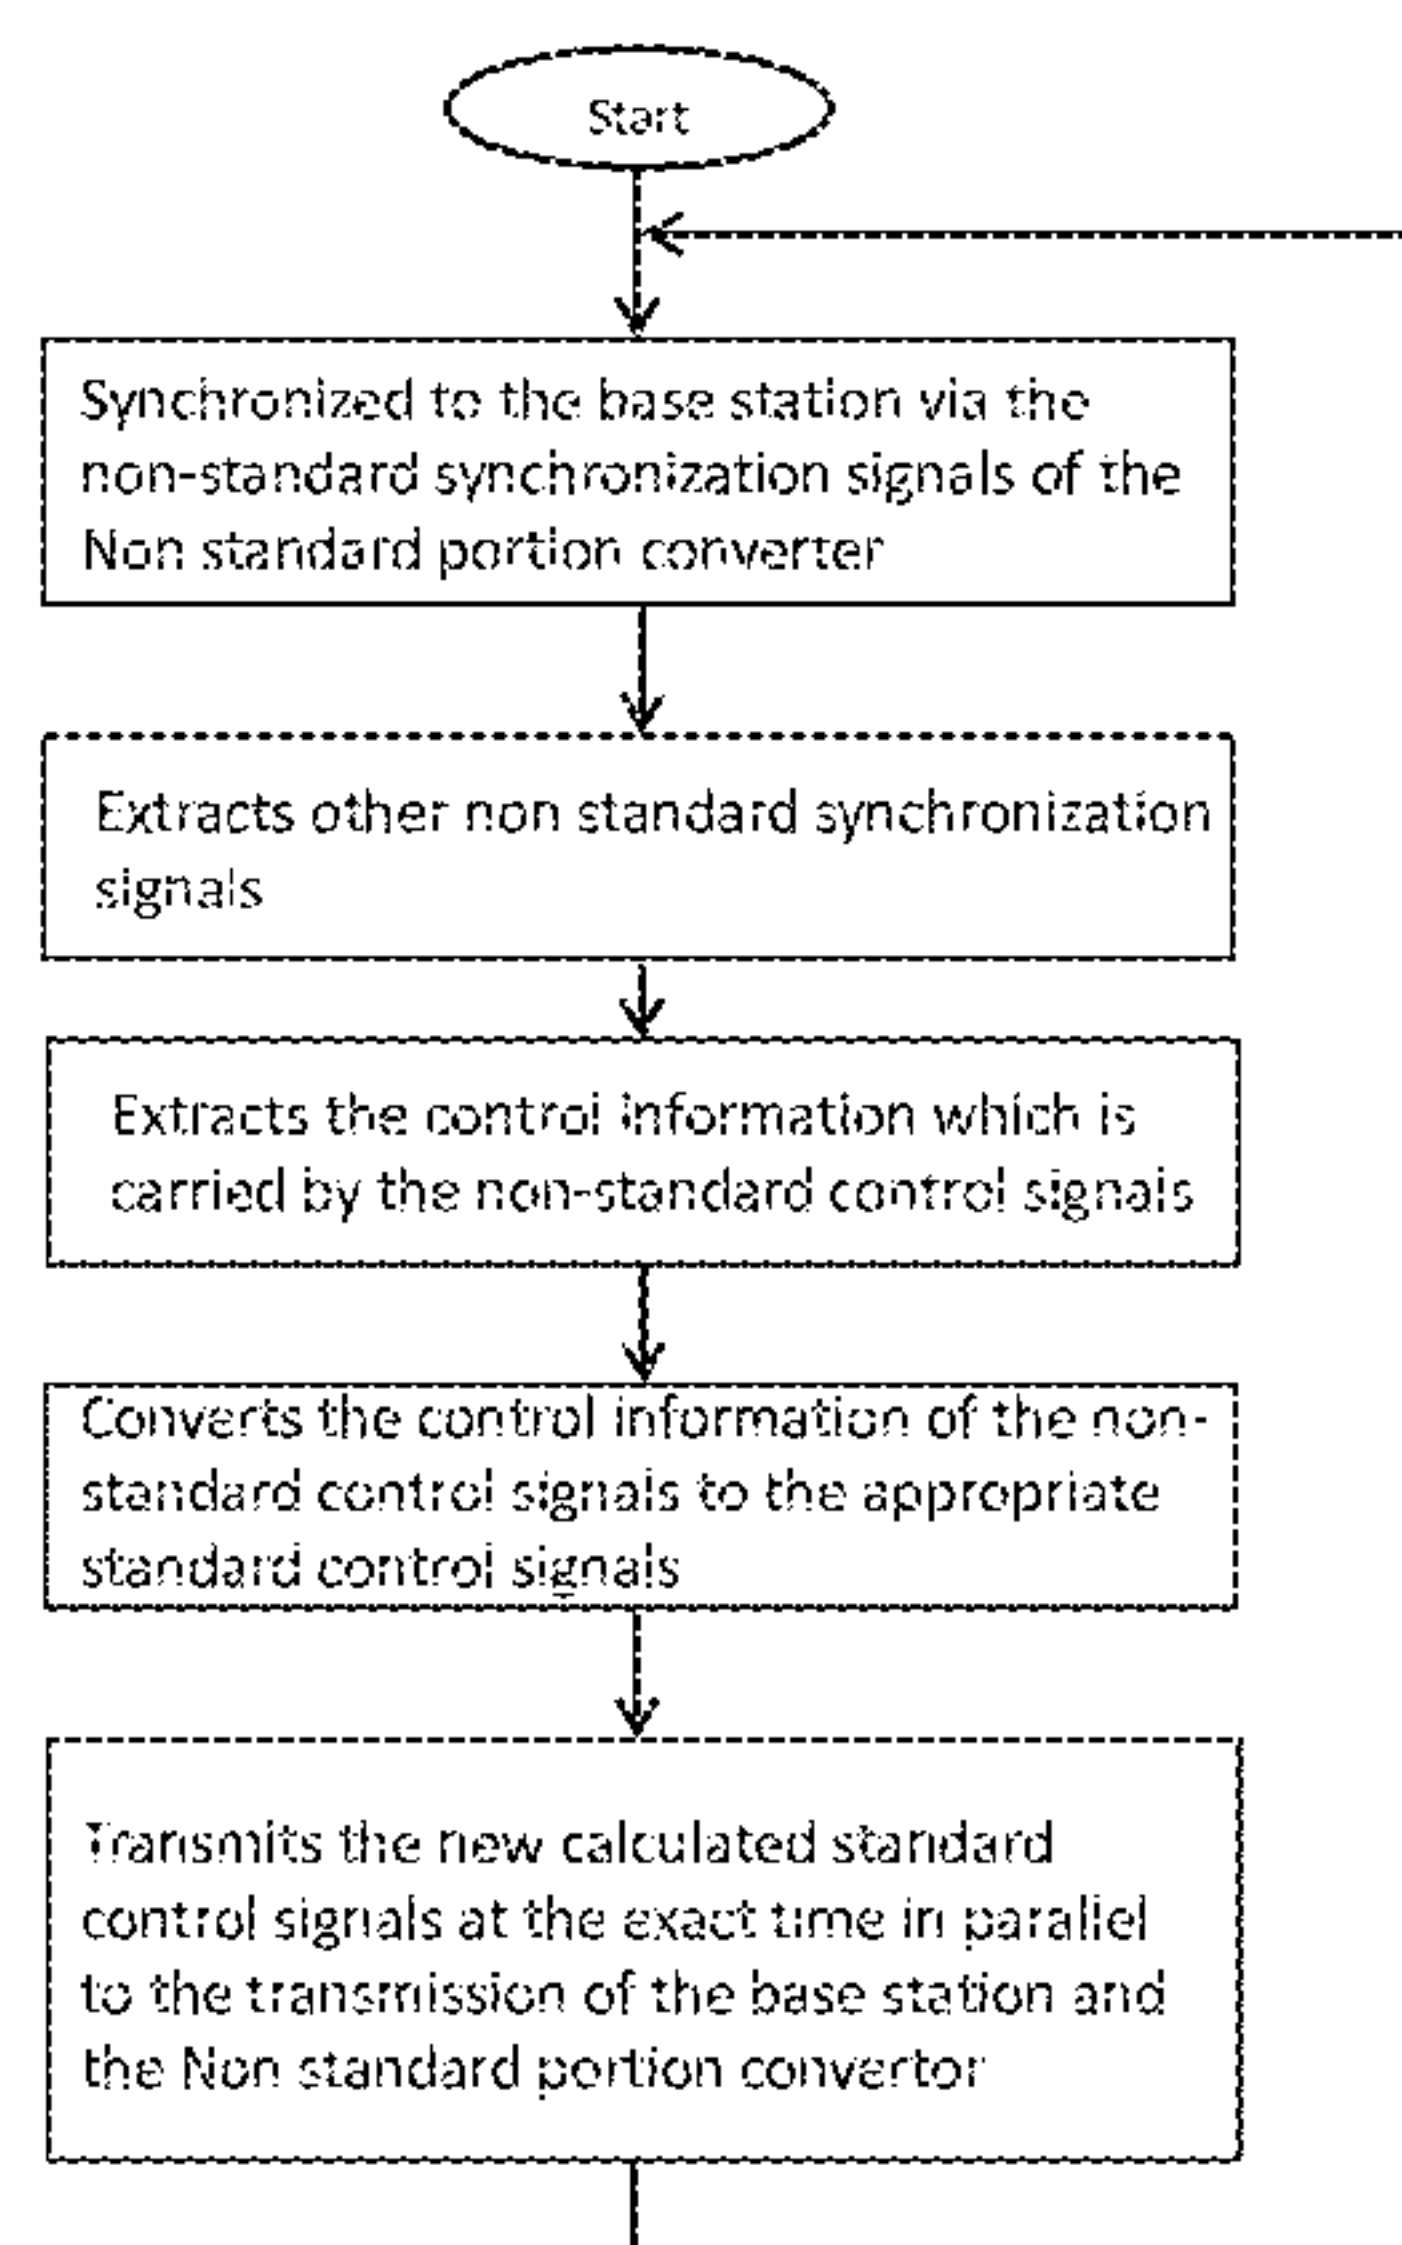 Start
Synchronized to the base station via the
non-standard synchronization signals of the
Non standard portion converter
Extracts other non standard synchronization
signals
Extracts the control information which is
carried by the non-standard control signals
Converts the control information of the non-
standard control signals to the appropriate
standard control signals
Transmits the new calculated standard
control signals at the exact time in parallel
to the transmission of the base station and
the Non standard portion convertor